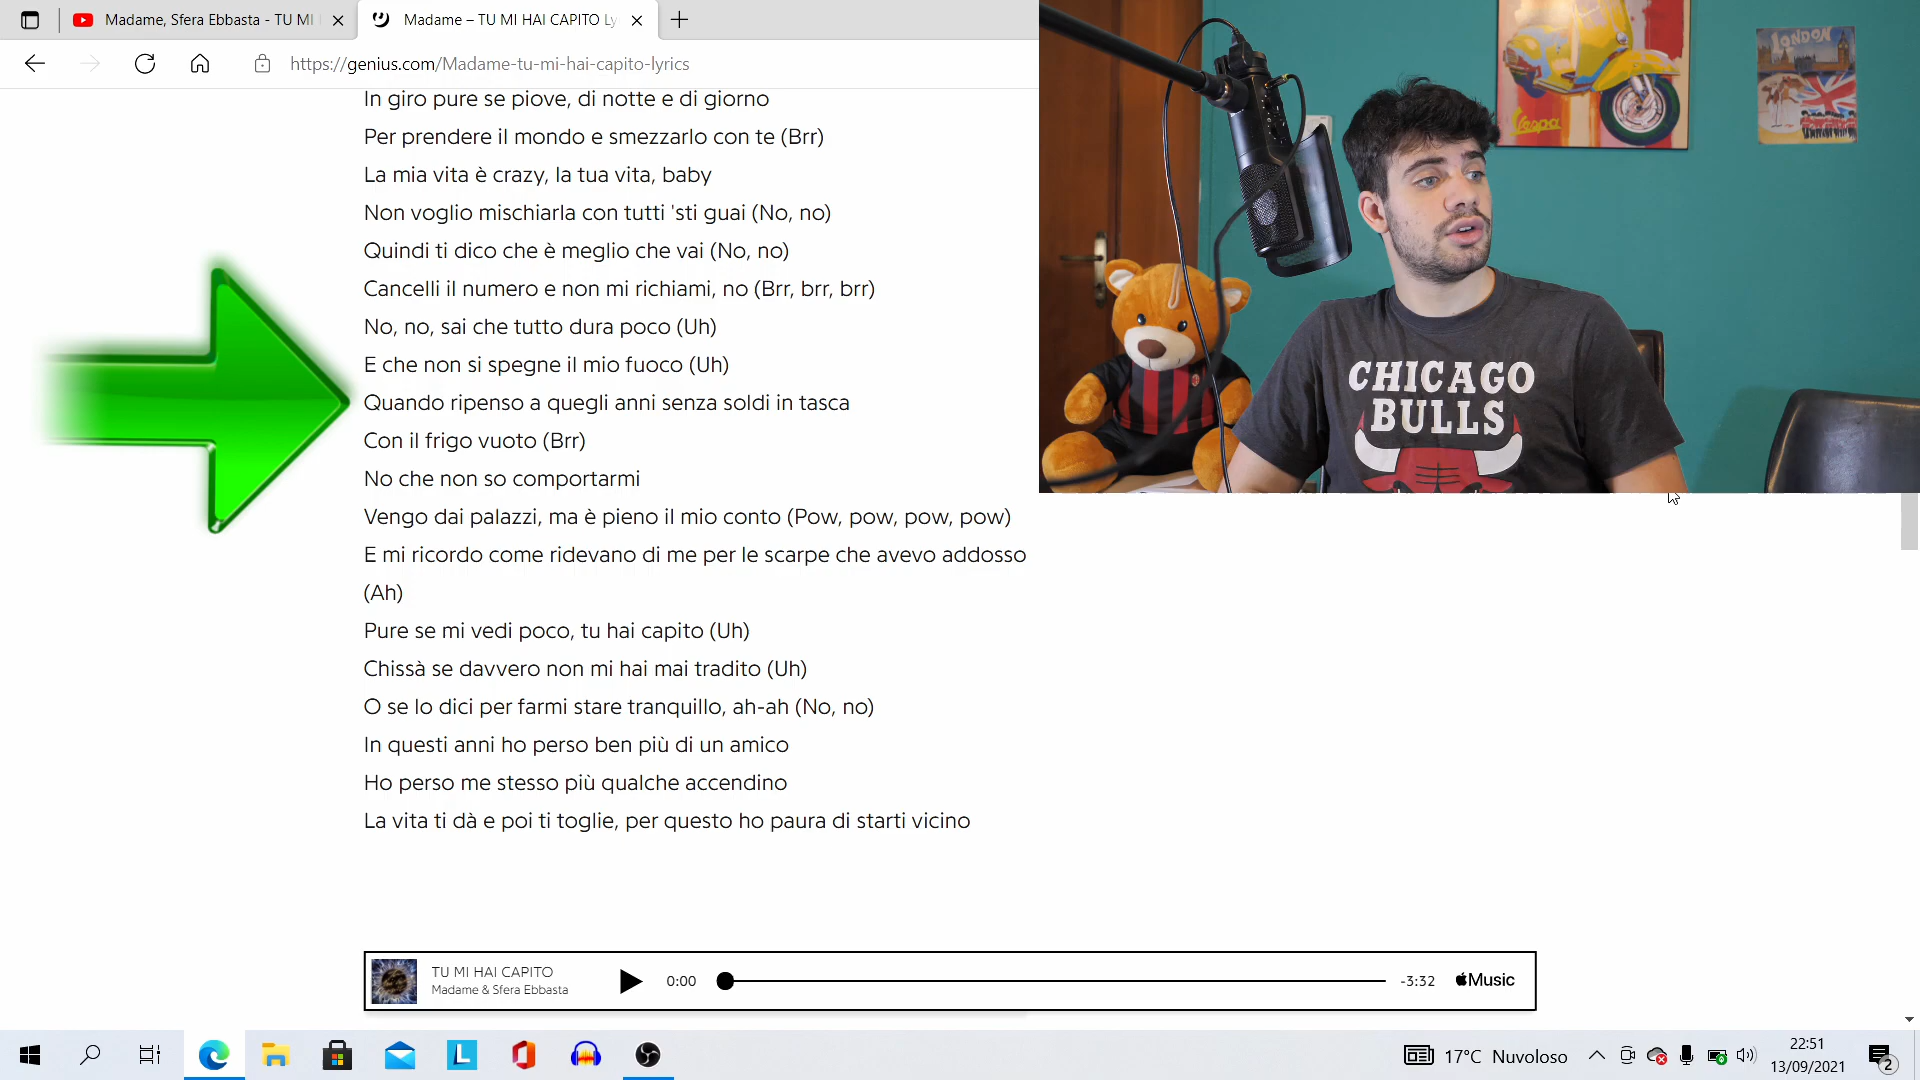 Madame, Sfera Ebbasta - TU MI
Madame – TU MI HAI CAPITO Ly
https://genius.com/Madame-tu-mi-hai-capito-lyrics
In giro pure se piove, di notte e di giorno
Per prendere il mondo e smezzarlo con te (Brr)
La mia vita è crazy, la tua vita, baby
Non voglio mischiarla con tutti 'sti guai (No, no)
Quindi ti dico che è meglio che vai (No, no)
Cancelli il numero e non mi richiami, no (Brr, brr, brr)
No, no, sai che tutto dura poco (Uh)
E che non si spegne il mio fuoco (Uh)
Quando ripenso a quegli anni senza soldi in tasca
Con il frigo vuoto (Brr)
No che non so comportarmi
Vengo dai palazzi, ma è pieno il mio conto (Pow, pow, pow, pow)
E mi ricordo come ridevano di me per le scarpe che avevo addosso
(Ah)
Pure se mi vedi poco, tu hai capito (Uh)
Chissà se davvero non mi hai mai tradito (Uh)
O se lo dici per farmi stare tranquillo, ah-ah (No, no)
In questi anni ho perso ben più di un amico
Ho perso me stesso più qualche accendino
La vita ti dà e poi ti toglie, per questo ho paura di starti vicino
Vespa
LONDON
CHICAGO
BULLS
TU MI HAI CAPITO
Madame & Sfera Ebbasta
0:00
-3:32
Music
L
17°C Nuvoloso
22:51
13/09/2021
2